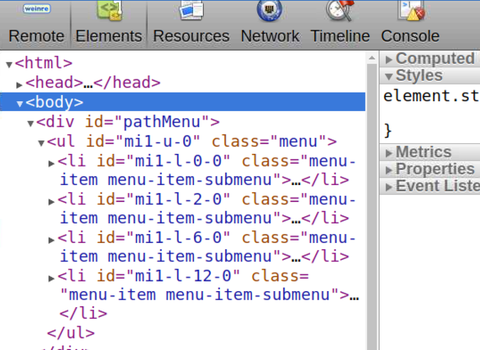 weinre
Remote Elements Resources Network Timeline Console
<html>
<head>…</head>
<body>
<div id="pathMenu">
<ul id="mi1-u-0" class="menu">
<li id="mi1-l-0-0" class="menu-
item menu-item-submenu">…</li>
<li id="mi1-l-2-0" class="menu-
item menu-item-submenu">…</li>
<li id="mi1-l-6-0" class="menu-
item menu-item-submenu">…</li>
<li id="mi1-l-12-0" class=
"menu-item menu-item-submenu">…
</li>
</ul>
</div>
Computed
Styles
element.st
}
Metrics
Properties
Event Liste